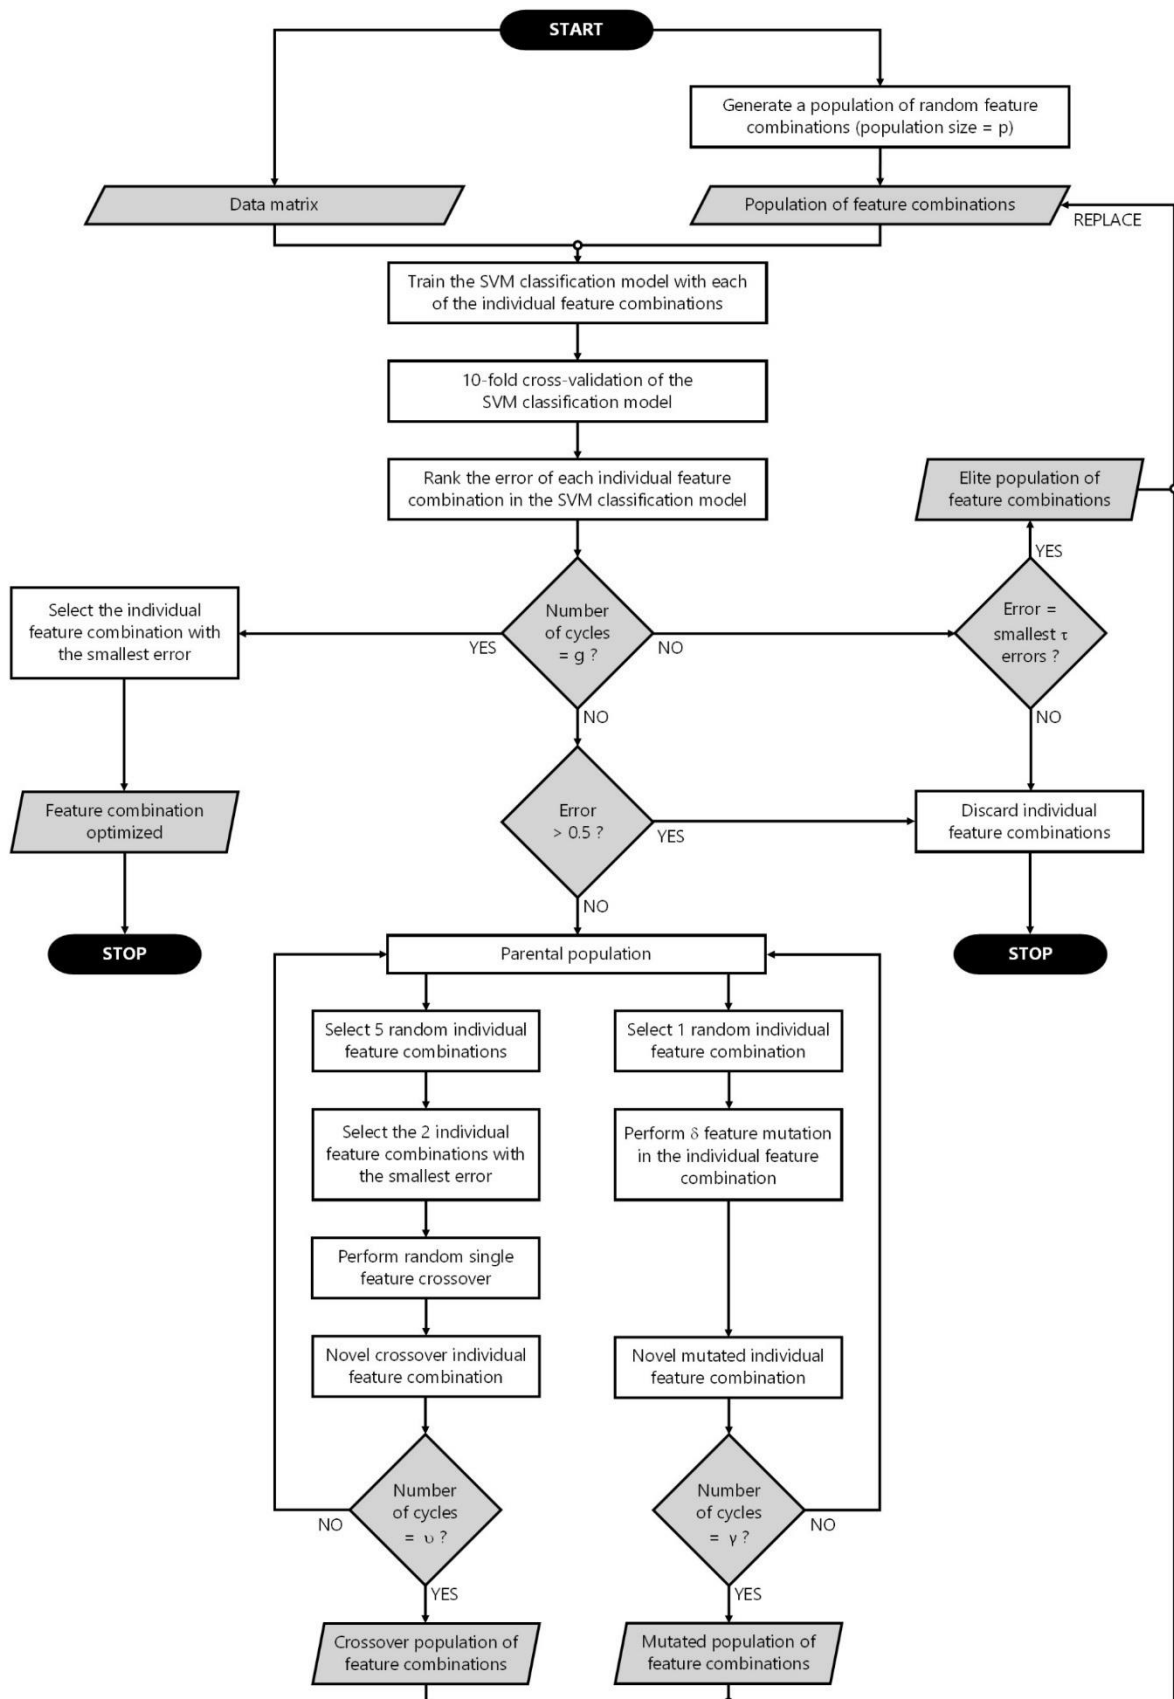 START
Generate a population of random feature
combinations (population size = p)
Data matrix
Population of feature combinations
REPLACE
Train the SVM classification model with each
of the individual feature combinations
10-fold cross-validation of the
SVM classification model
Rank the error of each individual feature
combination in the SVM classification model
Elite population of
feature combinations
YES
Select the individual
feature combination with
the smallest error
YES
Number
of cycles
= g ?
NO
Error =
smallest τ
errors ?
NO
NO
Feature combination
optimized
Error
> 0.5 ?
YES
Discard individual
feature combinations
NO
STOP
Parental population
STOP
Select 5 random individual
feature combinations
Select 1 random individual
feature combination
Select the 2 individual
feature combinations with
the smallest error
Perform δ feature mutation
in the individual feature
combination
Perform random single
feature crossover
Novel crossover individual
feature combination
Novel mutated individual
feature combination
Number
of cycles
= υ ?
NO
Number
of cycles
= γ ?
NO
YES
YES
Crossover population of
feature combinations
Mutated population of
feature combinations